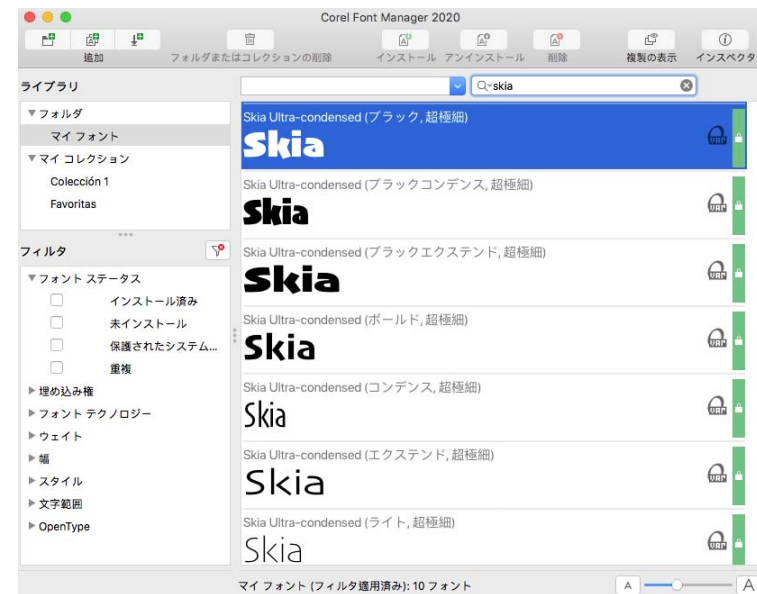 Corel Font Manager 2020
追加
フォルダまたはコレクションの削除
インストール
アンインストール
削除
複製の表示
インスペクタ
ライブラリ
skia
フォルダ
マイ フォント
マイ コレクション
Colección 1
Favoritas
フィルタ
フォント ステータス
インストール済み
未インストール
保護されたシステム...
重複
埋め込み権
フォント テクノロジー
ウェイト
幅
スタイル
文字範囲
OpenType
Skia Ultra-condensed (ブラック, 超極細)
Skia
VAR
Skia Ultra-condensed (ブラックコンデンス, 超極細)
Skia
VAR
Skia Ultra-condensed (ブラックエクステンド, 超極細)
Skia
VAR
Skia Ultra-condensed (ボールド, 超極細)
Skia
VAR
Skia Ultra-condensed (コンデンス, 超極細)
Skia
VAR
Skia Ultra-condensed (エクステンド, 超極細)
Skia
VAR
Skia Ultra-condensed (ライト, 超極細)
Skia
VAR
マイ フォント (フィルタ適用済み): 10 フォント
A
A